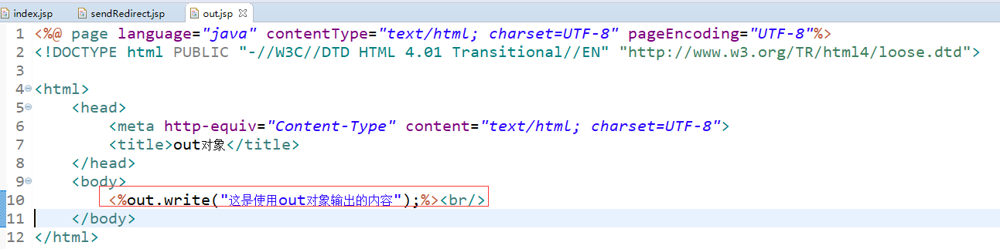 index.jsp sendRedirect.jsp out.jsp
1 <%@ page language="java" contentType="text/html; charset=UTF-8" pageEncoding="UTF-8"%>
2 <!DOCTYPE html PUBLIC "-//W3C//DTD HTML 4.01 Transitional//EN" "http://www.w3.org/TR/html4/loose.dtd">
3
4 <html>
5     <head>
6         <meta http-equiv="Content-Type" content="text/html; charset=UTF-8">
7         <title>out对象</title>
8     </head>
9     <body>
10         <%out.write("这是使用out对象输出的内容");%><br/>
11     </body>
12 </html>